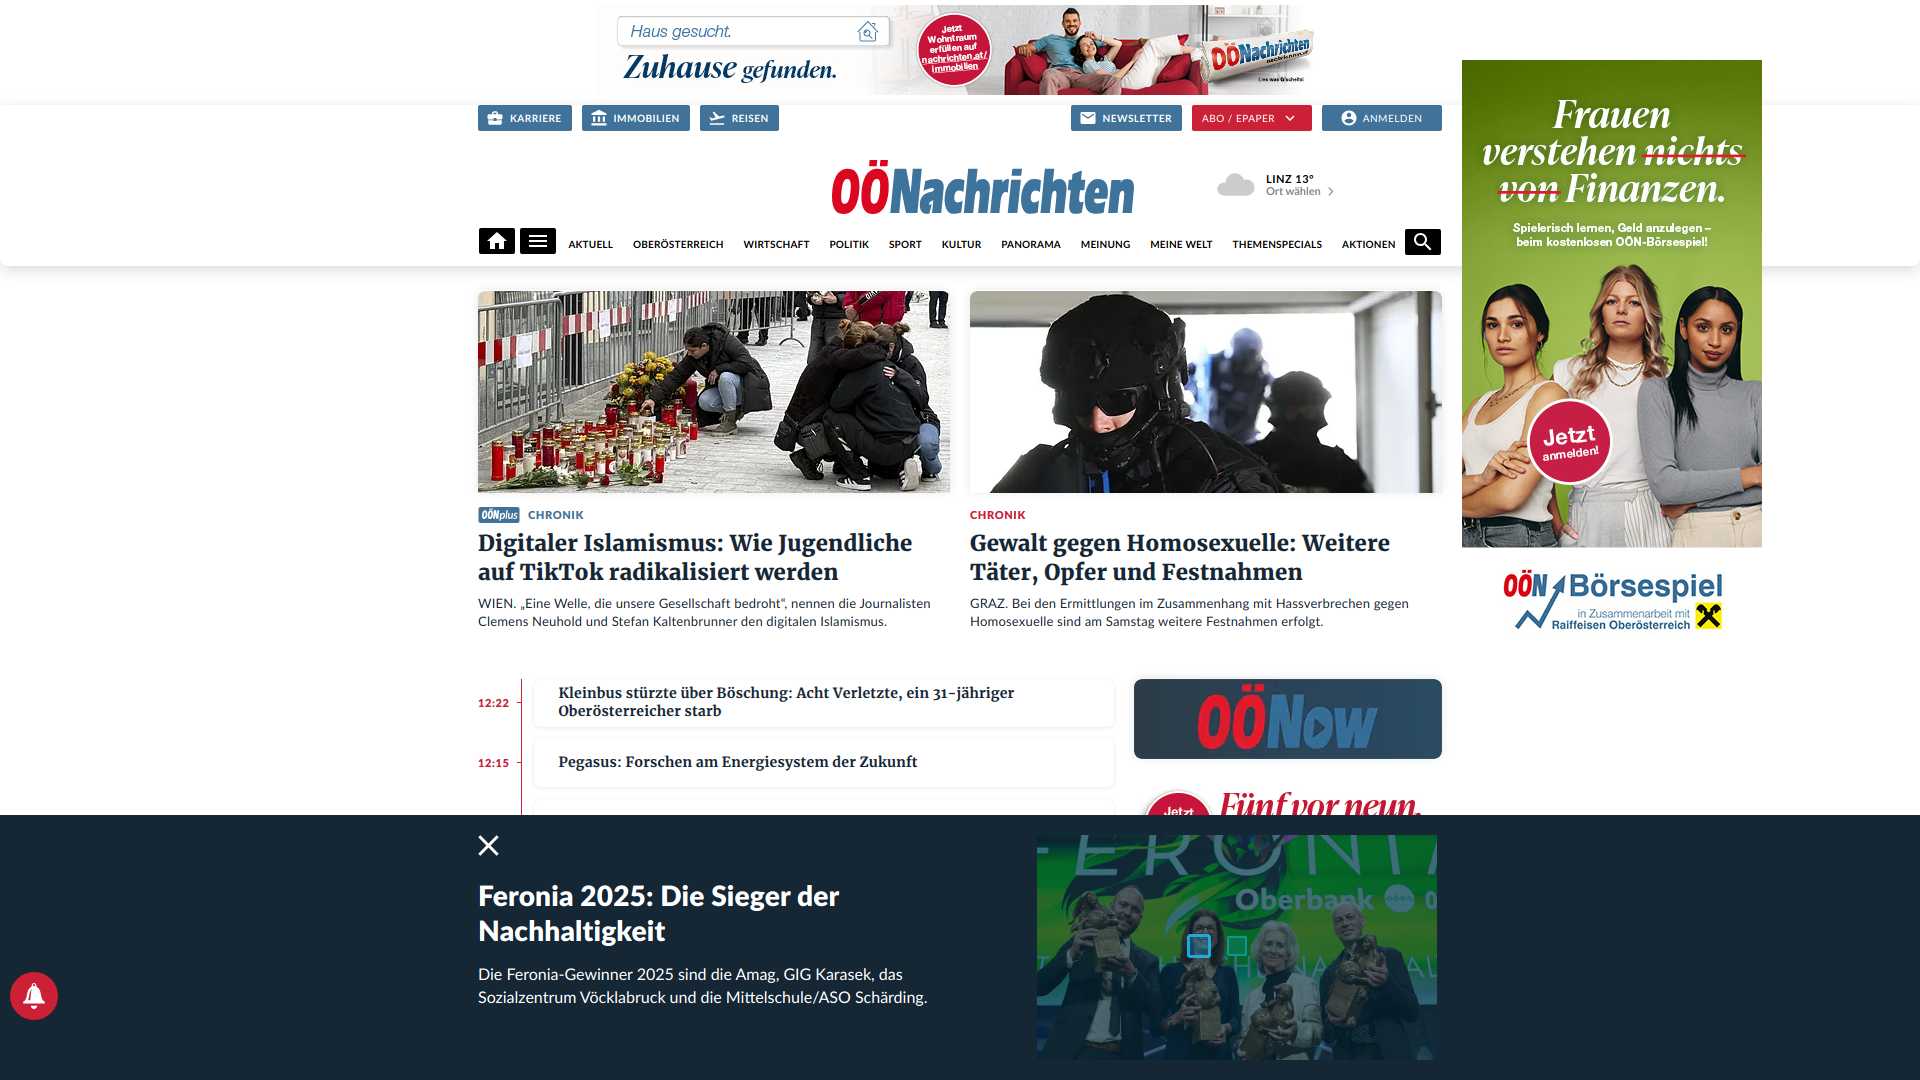 Haus gesucht.
Zuhause gefunden.
Jetzt
Wohntraum
erfüllen auf
nachrichten.at/
immobilien
OÖNachrichten
Lies was G'scheits!
KARRIERE
IMMOBILIEN
REISEN
NEWSLETTER
ABO / EPAPER
ANMELDEN
OÖNachrichten
LINZ 13°
Ort wählen
AKTUELL
OBERÖSTERREICH
WIRTSCHAFT
POLITIK
SPORT
KULTUR
PANORAMA
MEINUNG
MEINE WELT
THEMENSPECIALS
AKTIONEN
Frauen
verstehen nichts
von Finanzen.
Spielerisch lernen, Geld anzulegen –
beim kostenlosen OÖN-Börsespiel!
Jetzt
anmelden!
OÖN Börsespiel
in Zusammenarbeit mit
Raiffeisen Oberösterreich
OÖNplus CHRONIK
Digitaler Islamismus: Wie Jugendliche
auf TikTok radikalisiert werden
WIEN. „Eine Welle, die unsere Gesellschaft bedroht“, nennen die Journalisten
Clemens Neuhold und Stefan Kaltenbrunner den digitalen Islamismus.
CHRONIK
Gewalt gegen Homosexuelle: Weitere
Täter, Opfer und Festnahmen
GRAZ. Bei den Ermittlungen im Zusammenhang mit Hassverbrechen gegen
Homosexuelle sind am Samstag weitere Festnahmen erfolgt.
12:22
Kleinbus stürzte über Böschung: Acht Verletzte, ein 31-jähriger
Oberösterreicher starb
12:15
Pegasus: Forschen am Energiesystem der Zukunft
OÖNow
Jetzt
Fünf vor neun.
Feronia 2025: Die Sieger der
Nachhaltigkeit
Die Feronia-Gewinner 2025 sind die Amag, GIG Karasek, das
Sozialzentrum Vöcklabruck und die Mittelschule/ASO Schärding.
FERONIA
Oberbank